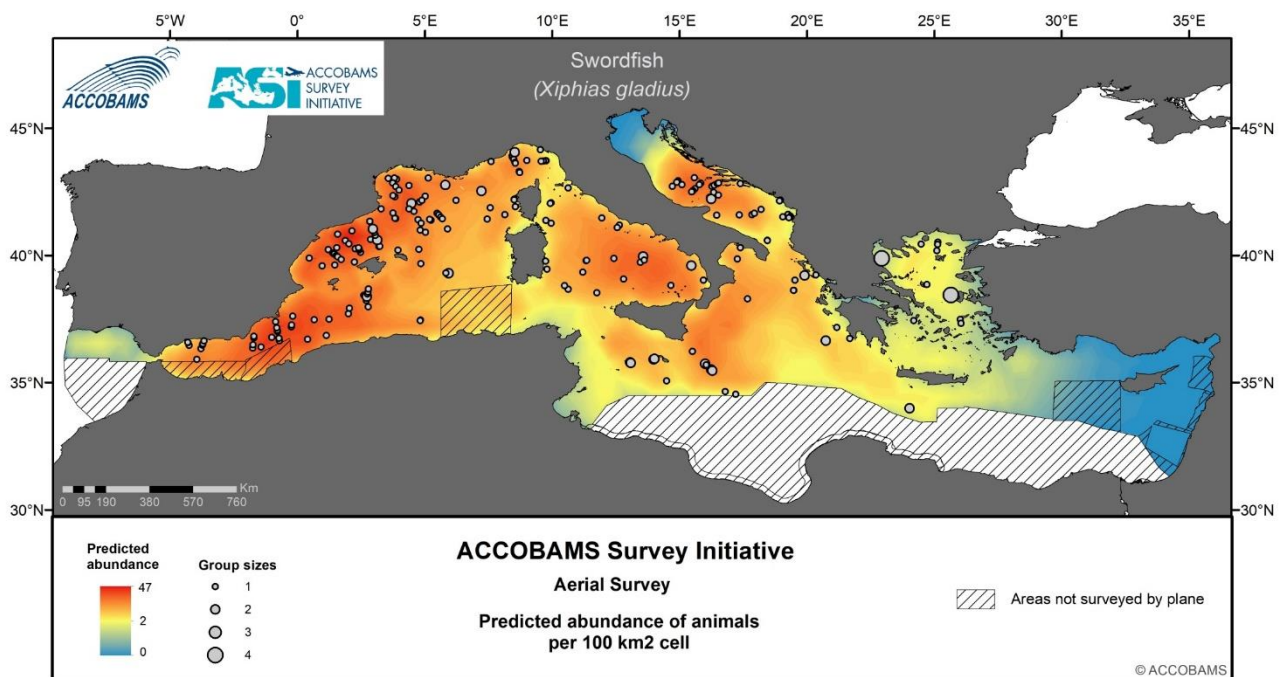 5°W 0° 5°E 10°E 15°E 20°E 25°E 30°E 35°E
ACCOBAMS
ASI ACCOBAMS
SURVEY
INITIATIVE
Swordfish
(Xiphias gladius)
45°N 45°N
40°N 40°N
35°N 35°N
30°N 30°N
Km
0 95 190 380 570 760
Predicted
abundance
47
2
0
Group sizes
1
2
3
4
ACCOBAMS Survey Initiative
Aerial Survey
Predicted abundance of animals
per 100 km2 cell
Areas not surveyed by plane
© ACCOBAMS